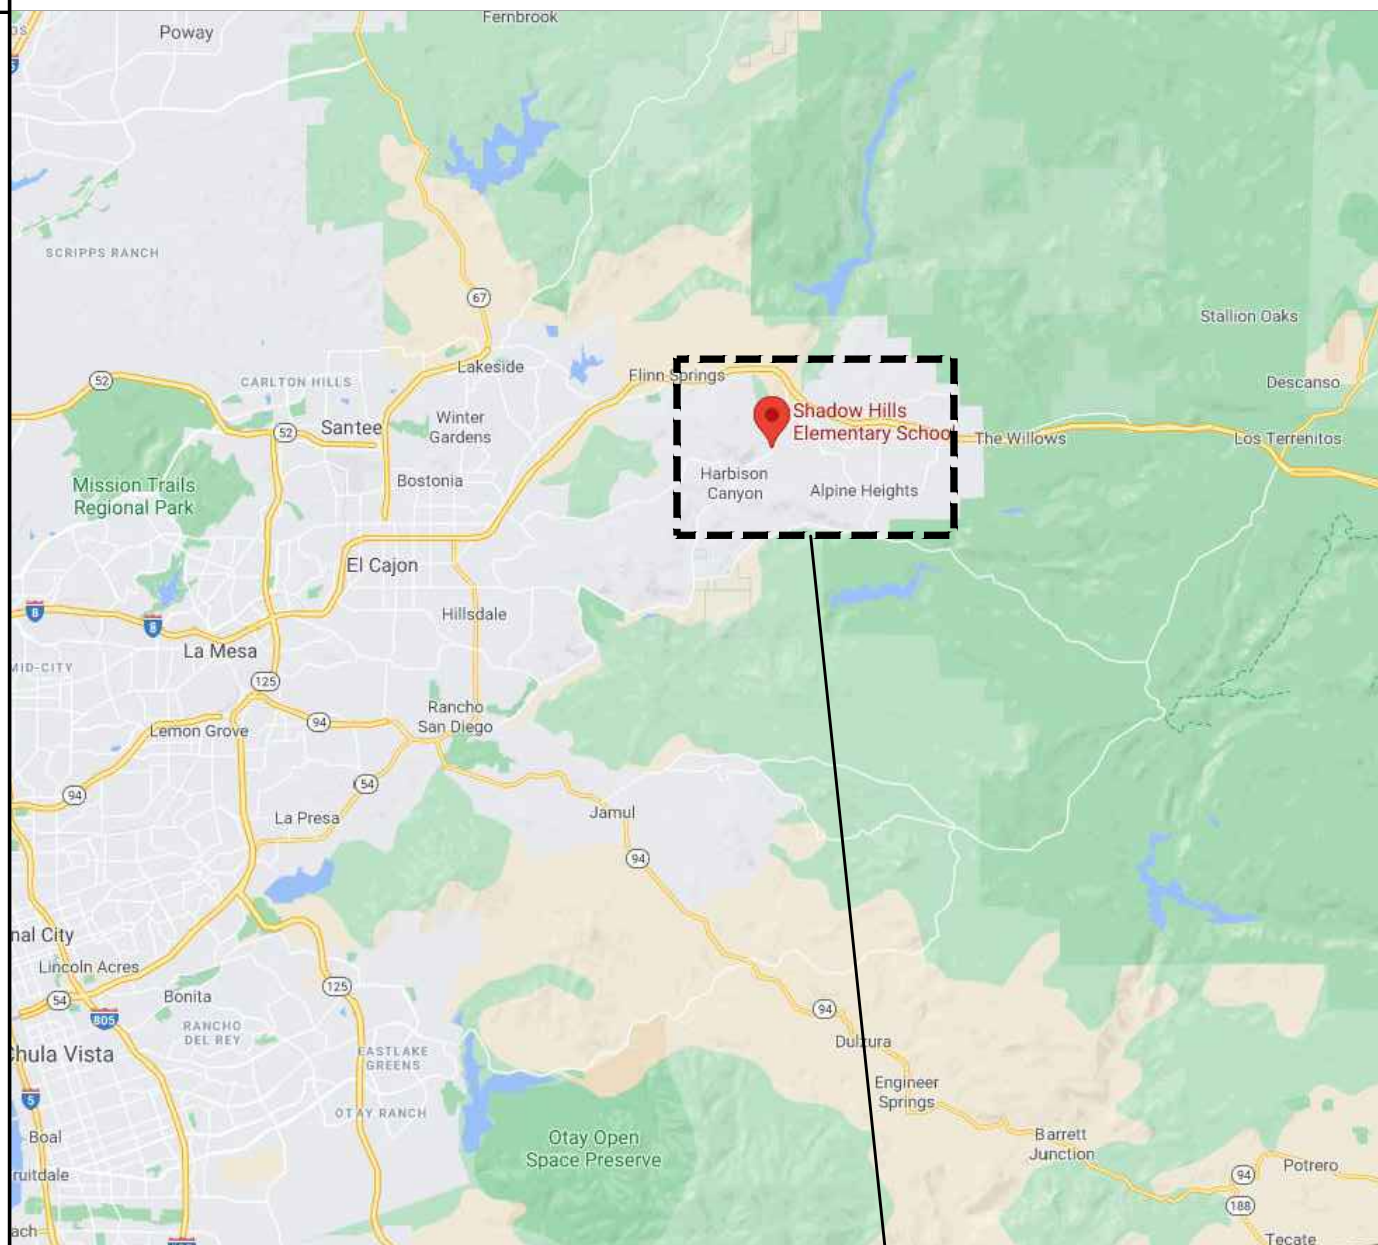 Fernbrook
Poway
SCRIPPS RANCH
67
Stallion Oaks
Lakeside
Flinn Springs
52
CARLTON HILLS
Descanso
Shadow Hills
Elementary Schoo
Winter
Gardens
Santee
52
The Willows
Los Terrenitos
Harbison
Canyon
Bostonia
Mission Trails
Regional Park
Alpine Heights
El Cajon
8
8
Hillsdale
La Mesa
MID-CITY
125
Rancho
San Diego
94
Lemon Grove
54
94
La Presa
Jamul
94
nal City
Lincoln Acres
125
Bonita
54
805
94
RANCHO
DEL REY
Dulzura
hula Vista
EASTLAKE
GREENS
Engineer
Springs
5
OTAY RANCH
Boal
Otay Open
Space Preserve
Barrett
Junction
Potrero
94
ruitdale
188
ach
Tecate